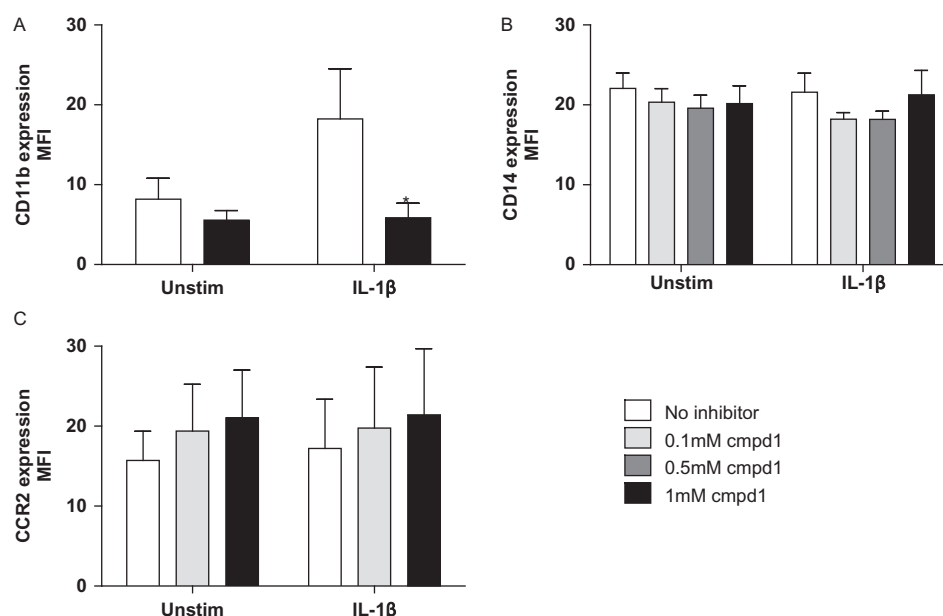 A
30
20
10
0
CD11b expression
MFI
*
Unstim IL-1β
B
30
20
10
0
CD14 expression
MFI
Unstim IL-1β
C
30
20
10
0
CCR2 expression
MFI
Unstim IL-1β
No inhibitor
0.1mM cmpd1
0.5mM cmpd1
1mM cmpd1